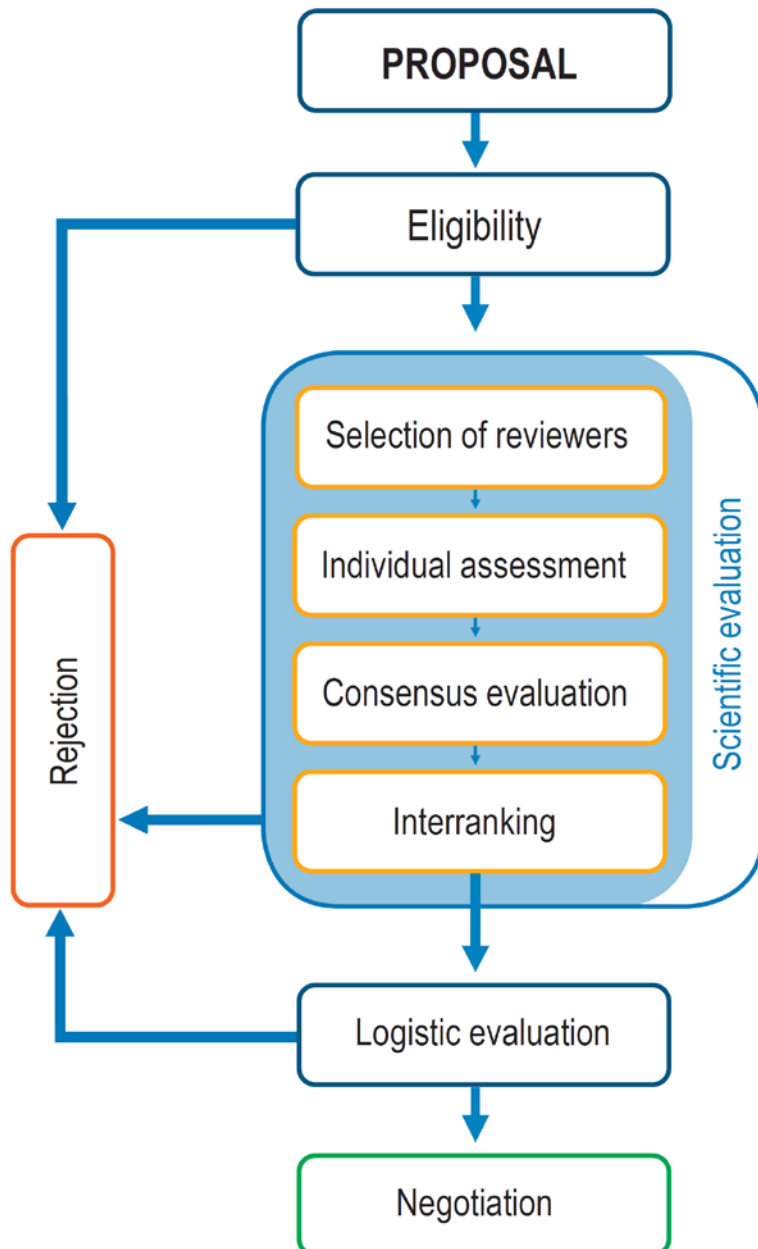 PROPOSAL
Eligibility
Selection of reviewers
Individual assessment
Consensus evaluation
Interranking
Scientific evaluation
Rejection
Logistic evaluation
Negotiation